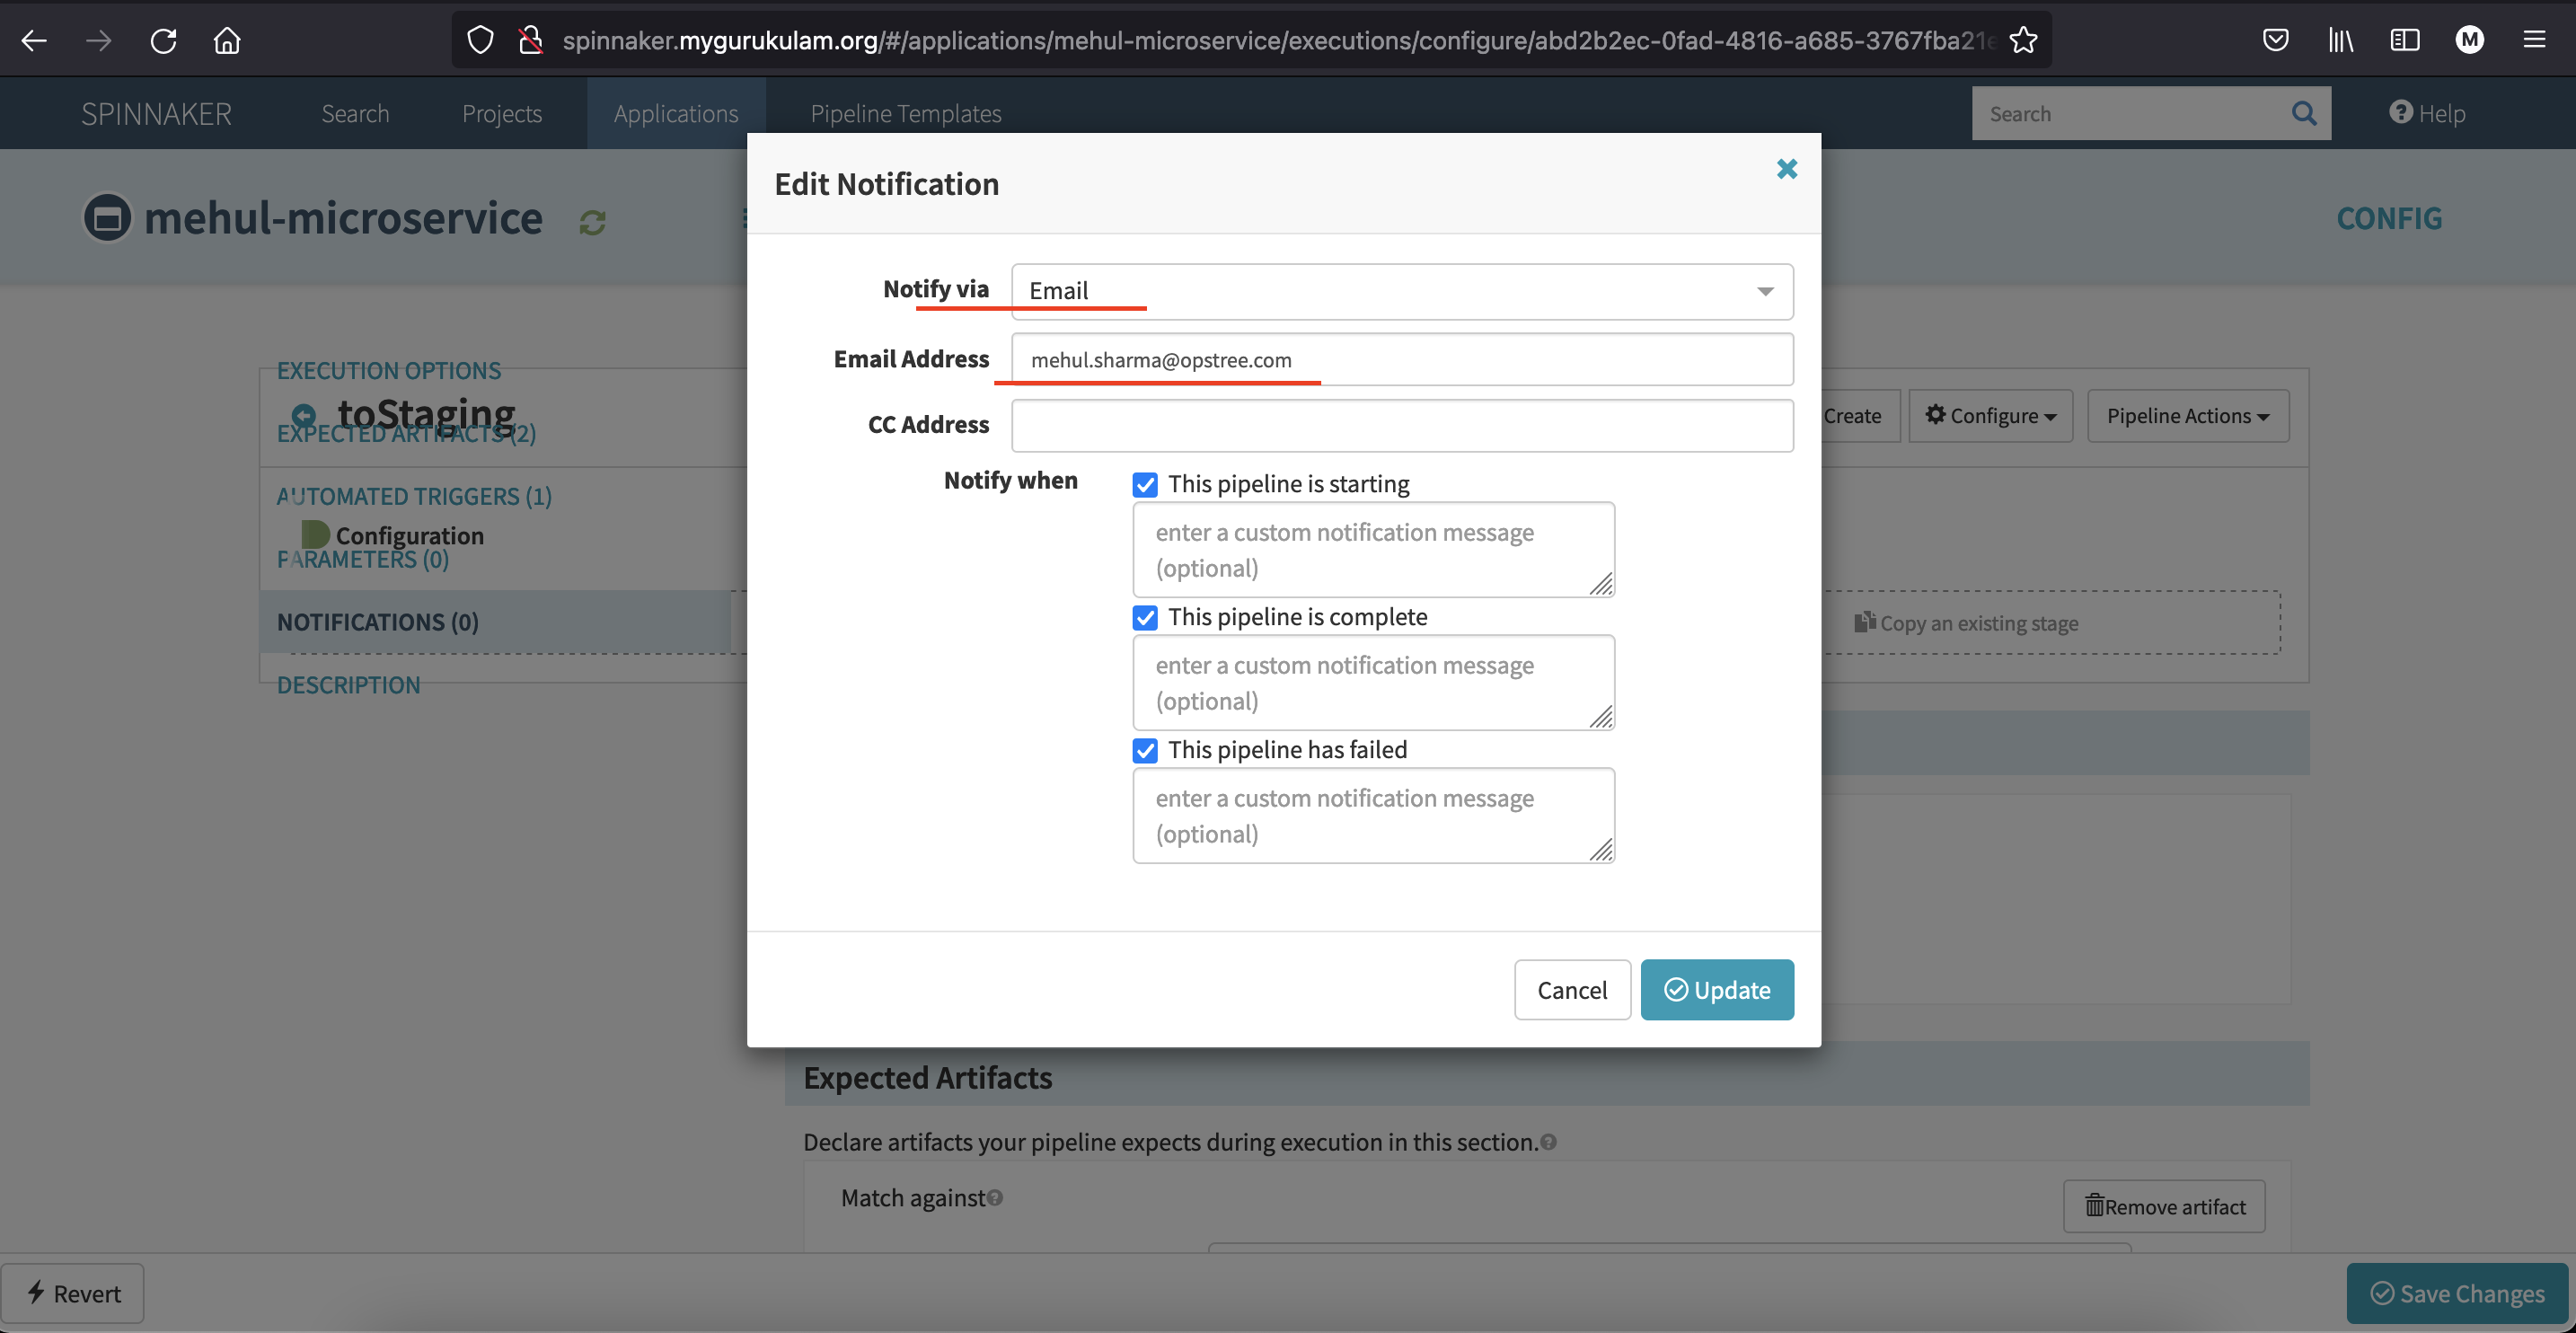 spinnaker.mygurukulam.org/#/applications/mehul-microservice/executions/configure/abd2b2ec-0fad-4816-a685-3767fba21e
M
SPINNAKER Search Projects Applications Pipeline Templates Search Help
mehul-microservice CONFIG
Edit Notification
Notify via Email
Email Address mehul.sharma@opstree.com
CC Address
Notify when
This pipeline is starting
enter a custom notification message
(optional)
This pipeline is complete
enter a custom notification message
(optional)
This pipeline has failed
enter a custom notification message
(optional)
Cancel Update
EXECUTION OPTIONS
toStaging
EXPECTED ARTIFACTS (2)
AUTOMATED TRIGGERS (1)
Configuration
PARAMETERS (0)
NOTIFICATIONS (0)
DESCRIPTION
Create Configure Pipeline Actions
Copy an existing stage
Expected Artifacts
Declare artifacts your pipeline expects during execution in this section.
Match against
Remove artifact
Revert Save Changes